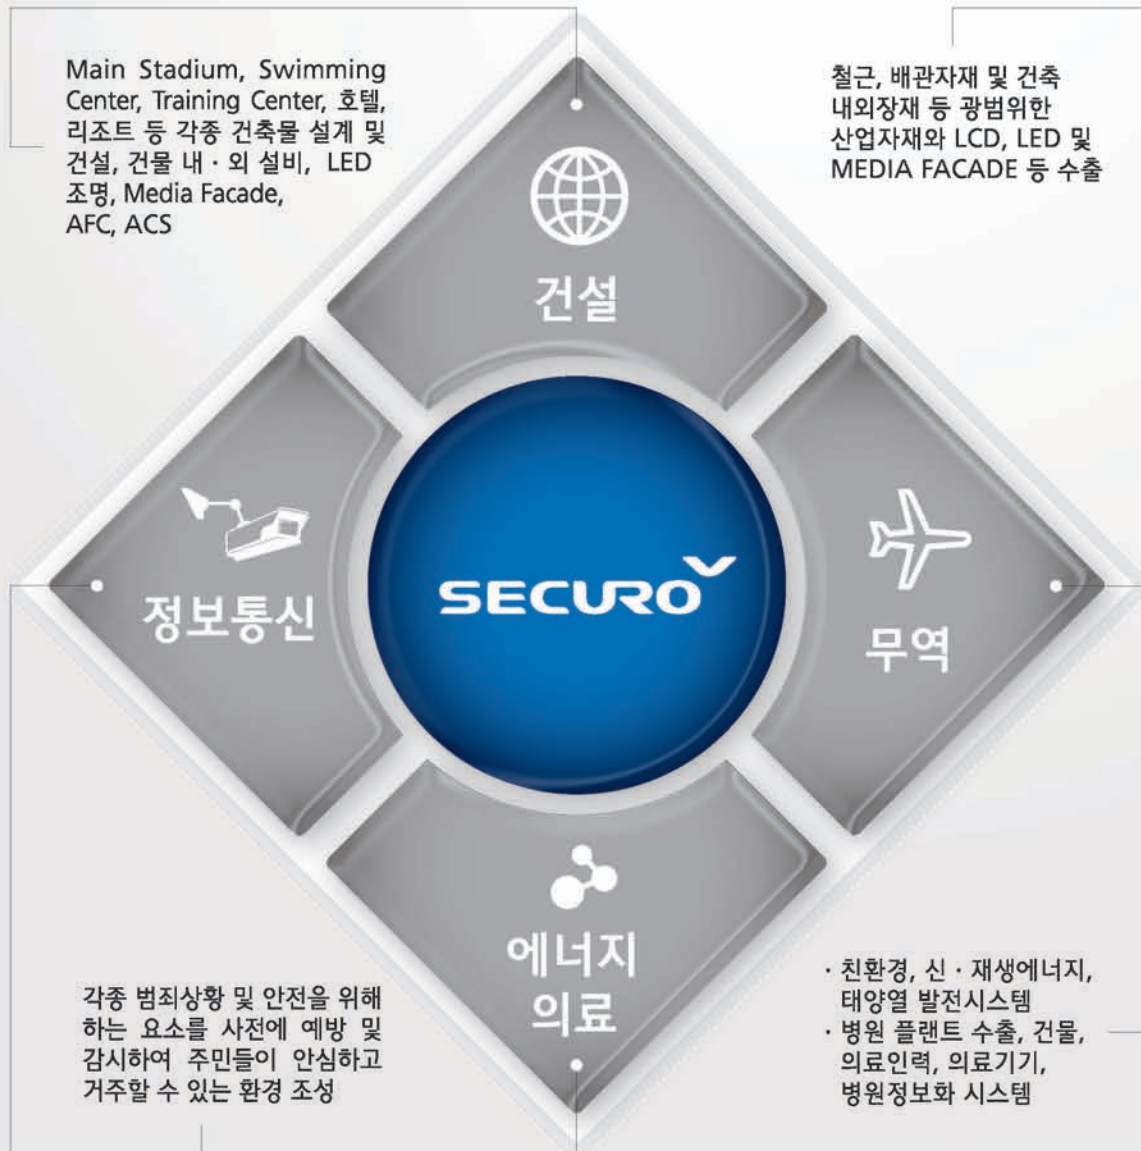 Main Stadium, Swimming
Center, Training Center, 호텔,
리조트 등 각종 건축물 설계 및
건설, 건물 내 · 외 설비, LED
조명, Media Facade,
AFC, ACS
철근, 배관자재 및 건축
내외장재 등 광범위한
산업자재와 LCD, LED 및
MEDIA FACADE 등 수출
건설
정보통신
SECURO
무역
에너지
의료
각종 범죄상황 및 안전을 위해
하는 요소를 사전에 예방 및
감시하여 주민들이 안심하고
거주할 수 있는 환경 조성
· 친환경, 신 · 재생에너지,
태양열 발전시스템
· 병원 플랜트 수출, 건물,
의료인력, 의료기기,
병원정보화 시스템